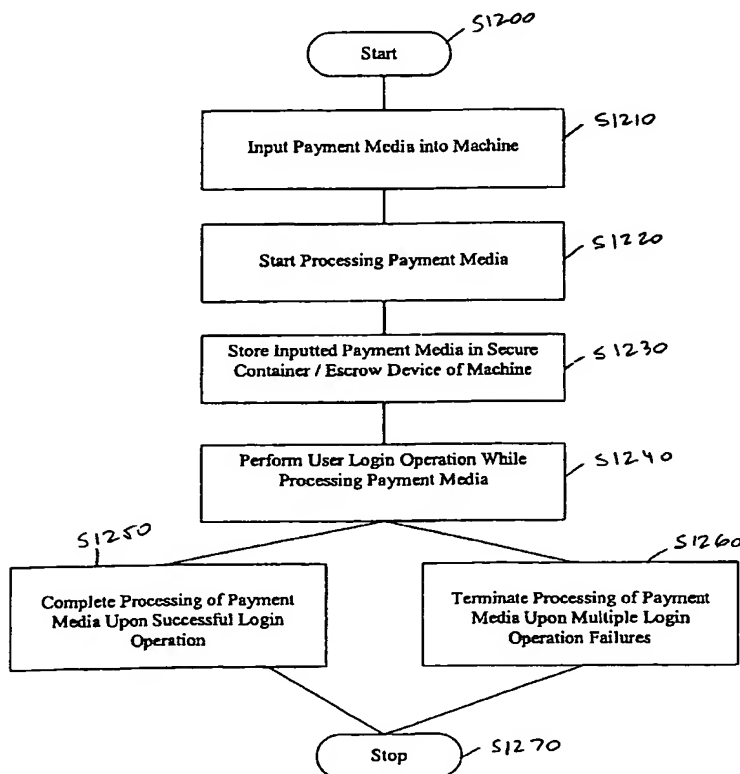 S1200
Start
S1210
Input Payment Media into Machine
S1220
Start Processing Payment Media
S1230
Store Inputted Payment Media in Secure
Container / Escrow Device of Machine
S1240
Perform User Login Operation While
Processing Payment Media
S1250
Complete Processing of Payment
Media Upon Successful Login
Operation
S1260
Terminate Processing of Payment
Media Upon Multiple Login
Operation Failures
Stop
S1270